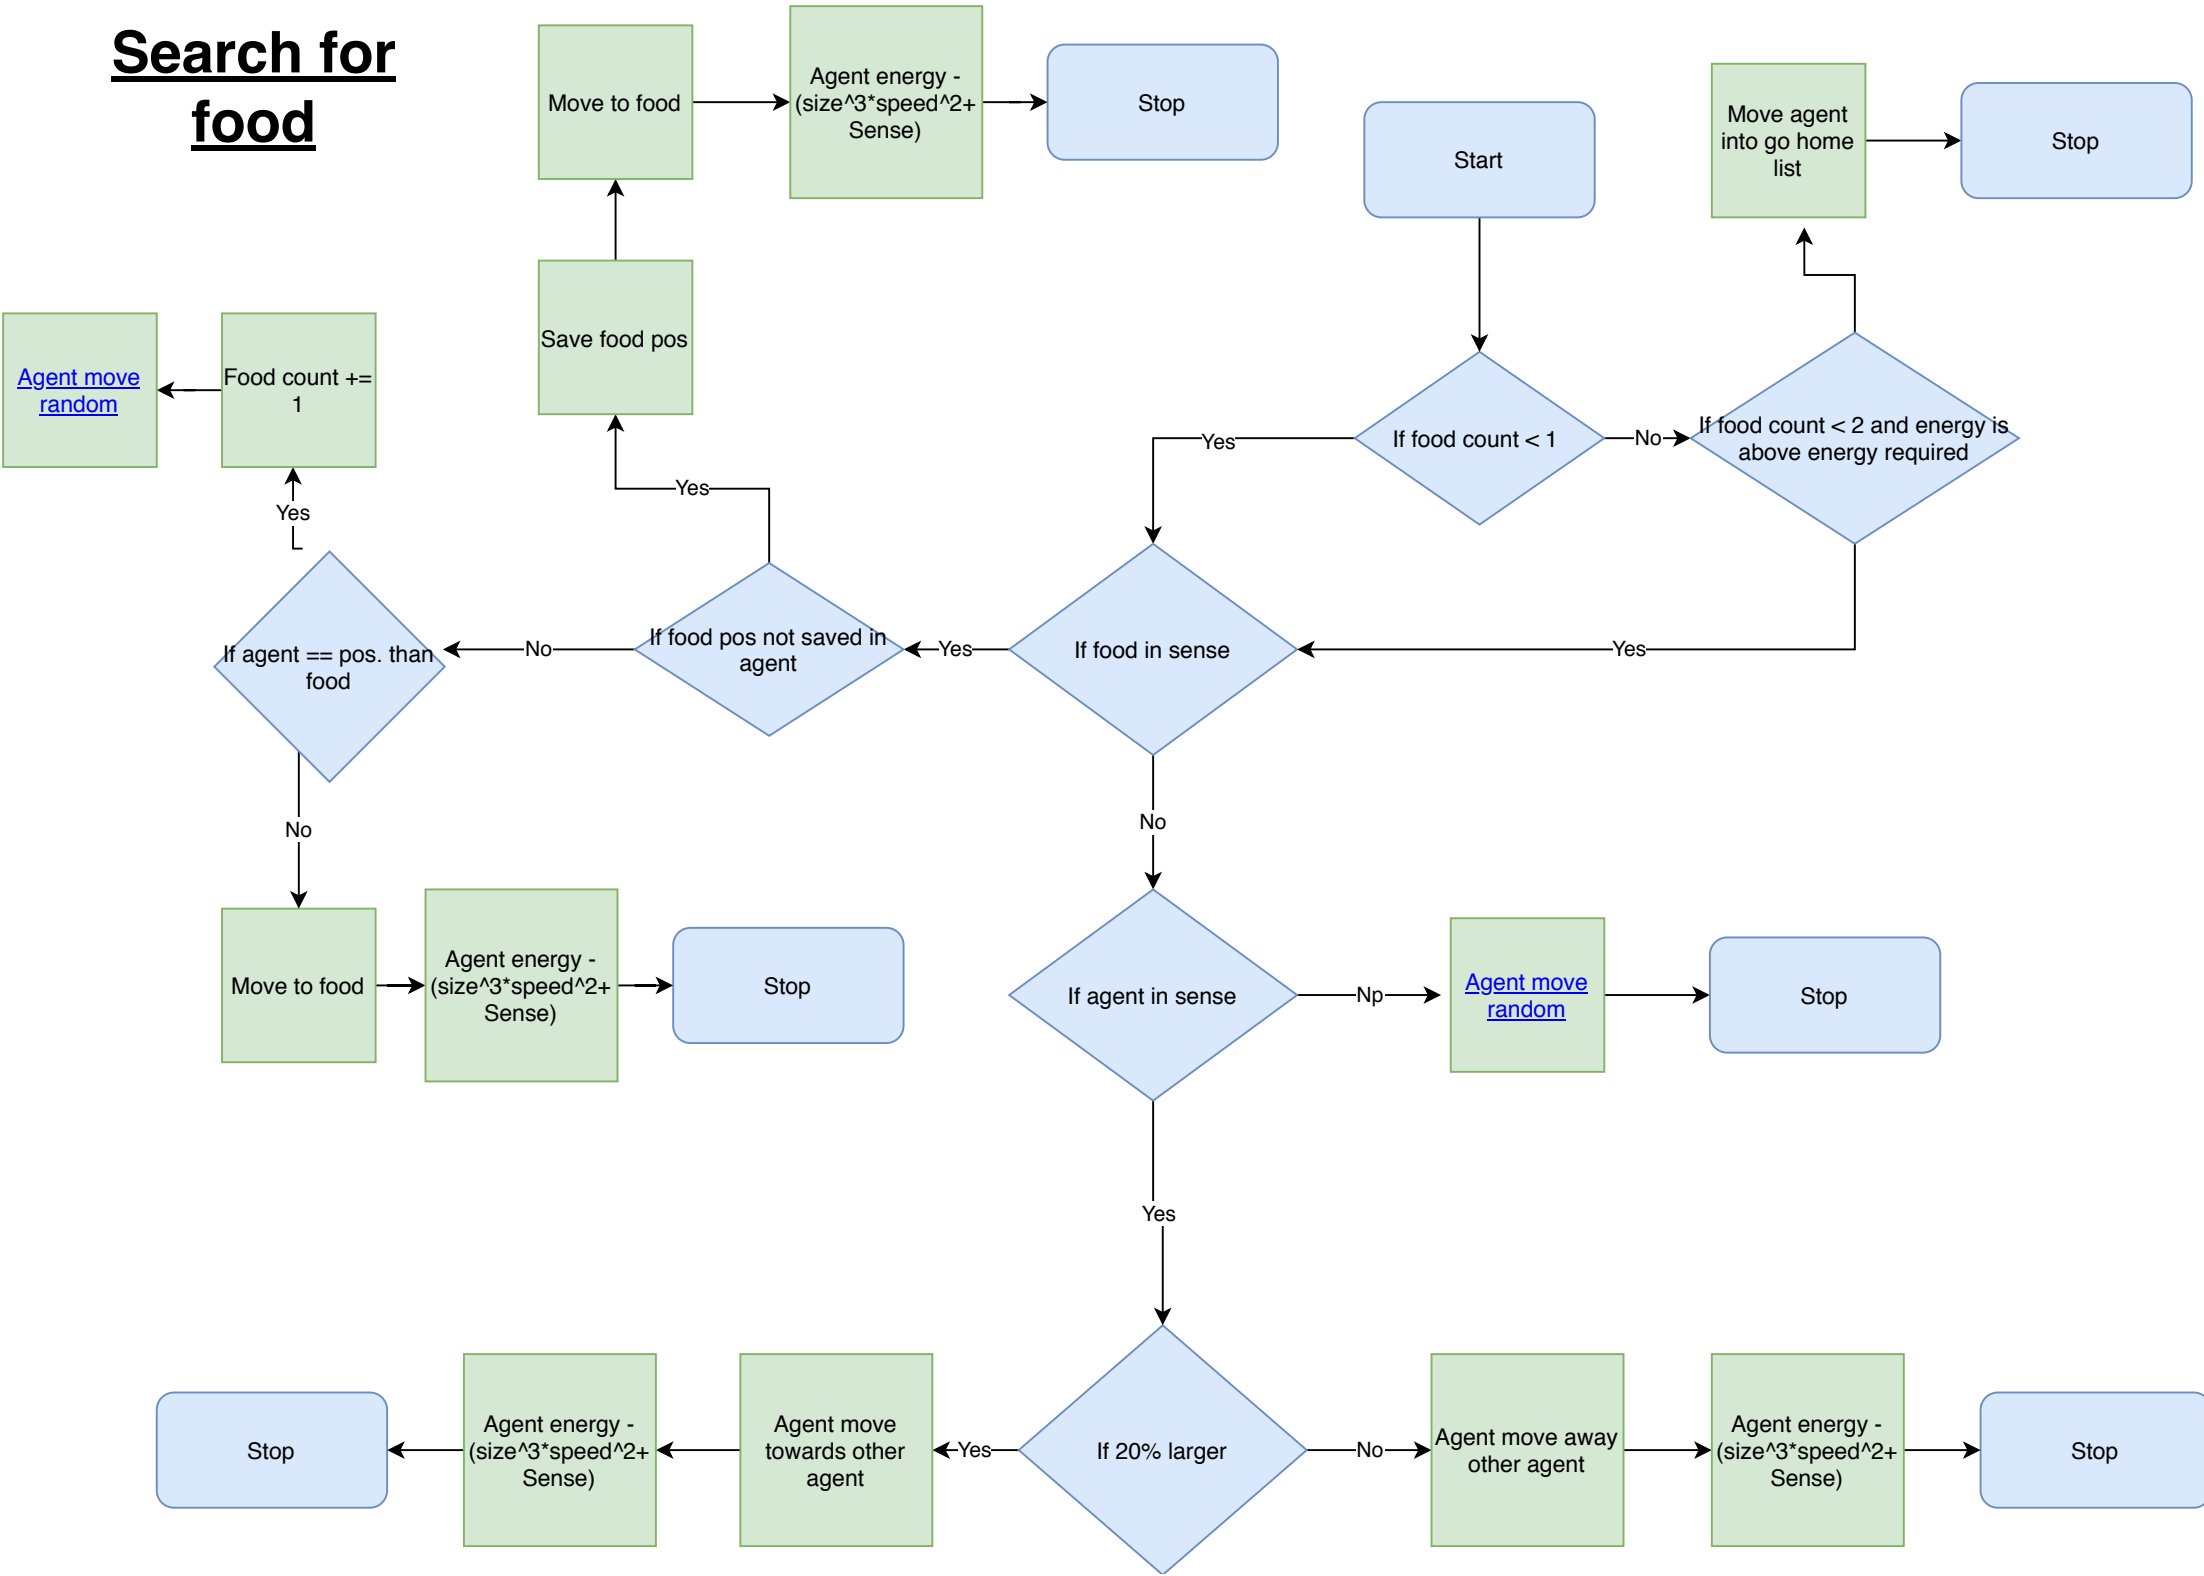 Search for
food
Move to food
Agent energy -
(size^3*speed^2+
Sense)
Stop
Start
Move agent
into go home
list
Stop
Save food pos
Agent move
random
Food count +=
1
Yes
Yes
Yes
If food count < 1
No
If food count < 2 and energy is
above energy required
If agent == pos. than
food
No
If food pos not saved in
agent
Yes
If food in sense
Yes
No
No
Move to food
Agent energy -
(size^3*speed^2+
Sense)
Stop
If agent in sense
Np
Agent move
random
Stop
Yes
Stop
Agent energy -
(size^3*speed^2+
Sense)
Agent move
towards other
agent
Yes
If 20% larger
No
Agent move away
other agent
Agent energy -
(size^3*speed^2+
Sense)
Stop